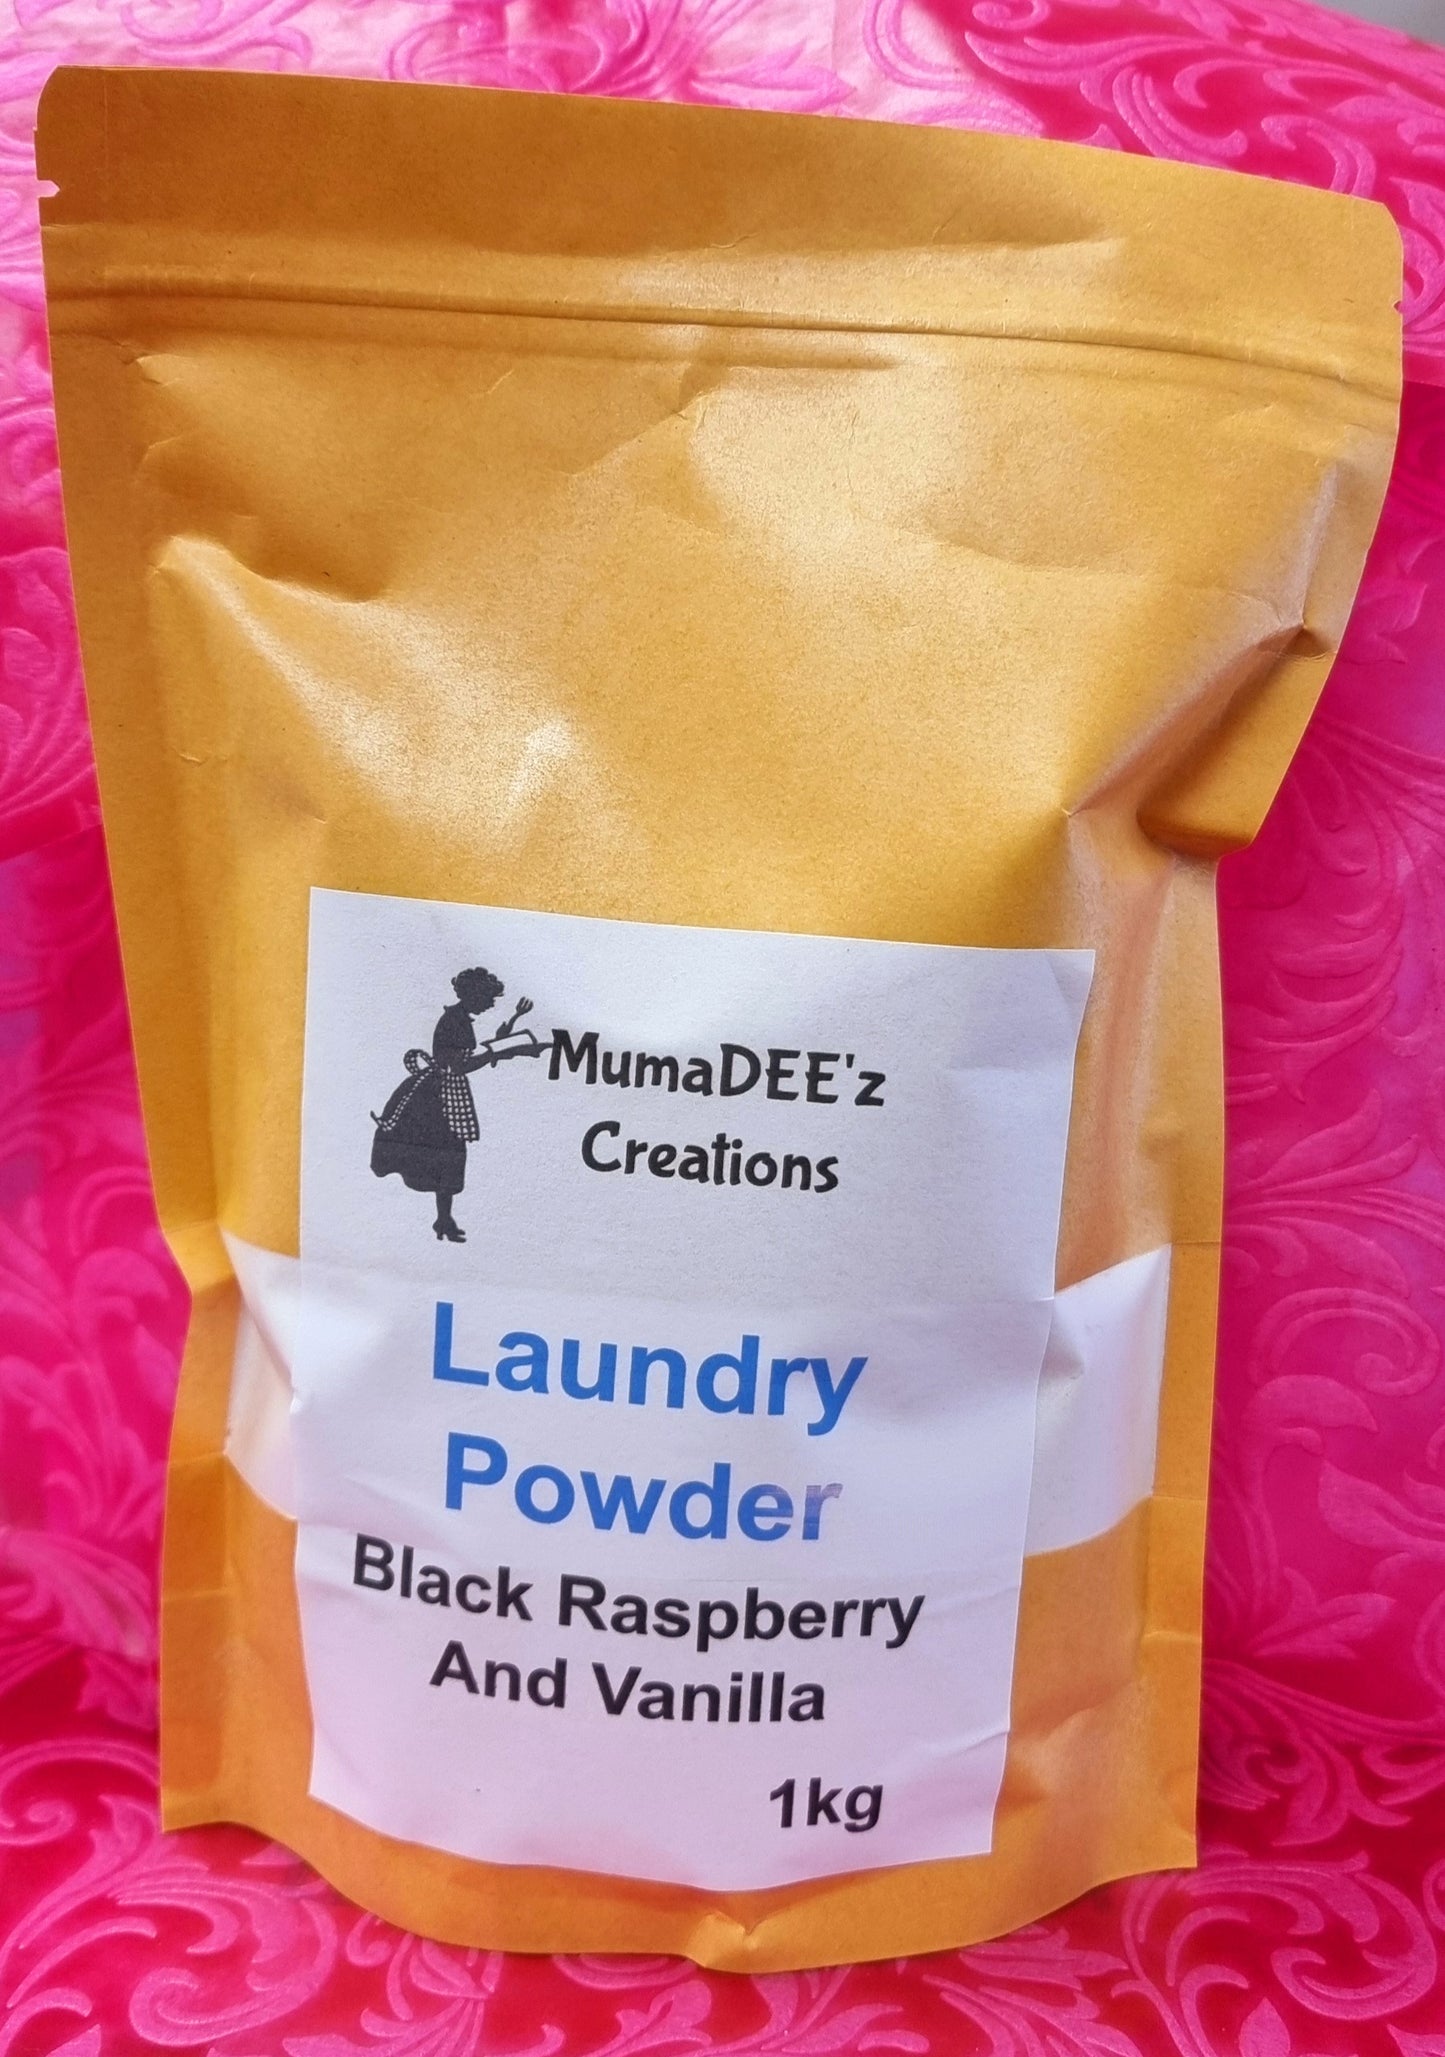 MumaDEE'z
Creations
Laundry
Powder
Black Raspberry
And Vanilla
1kg